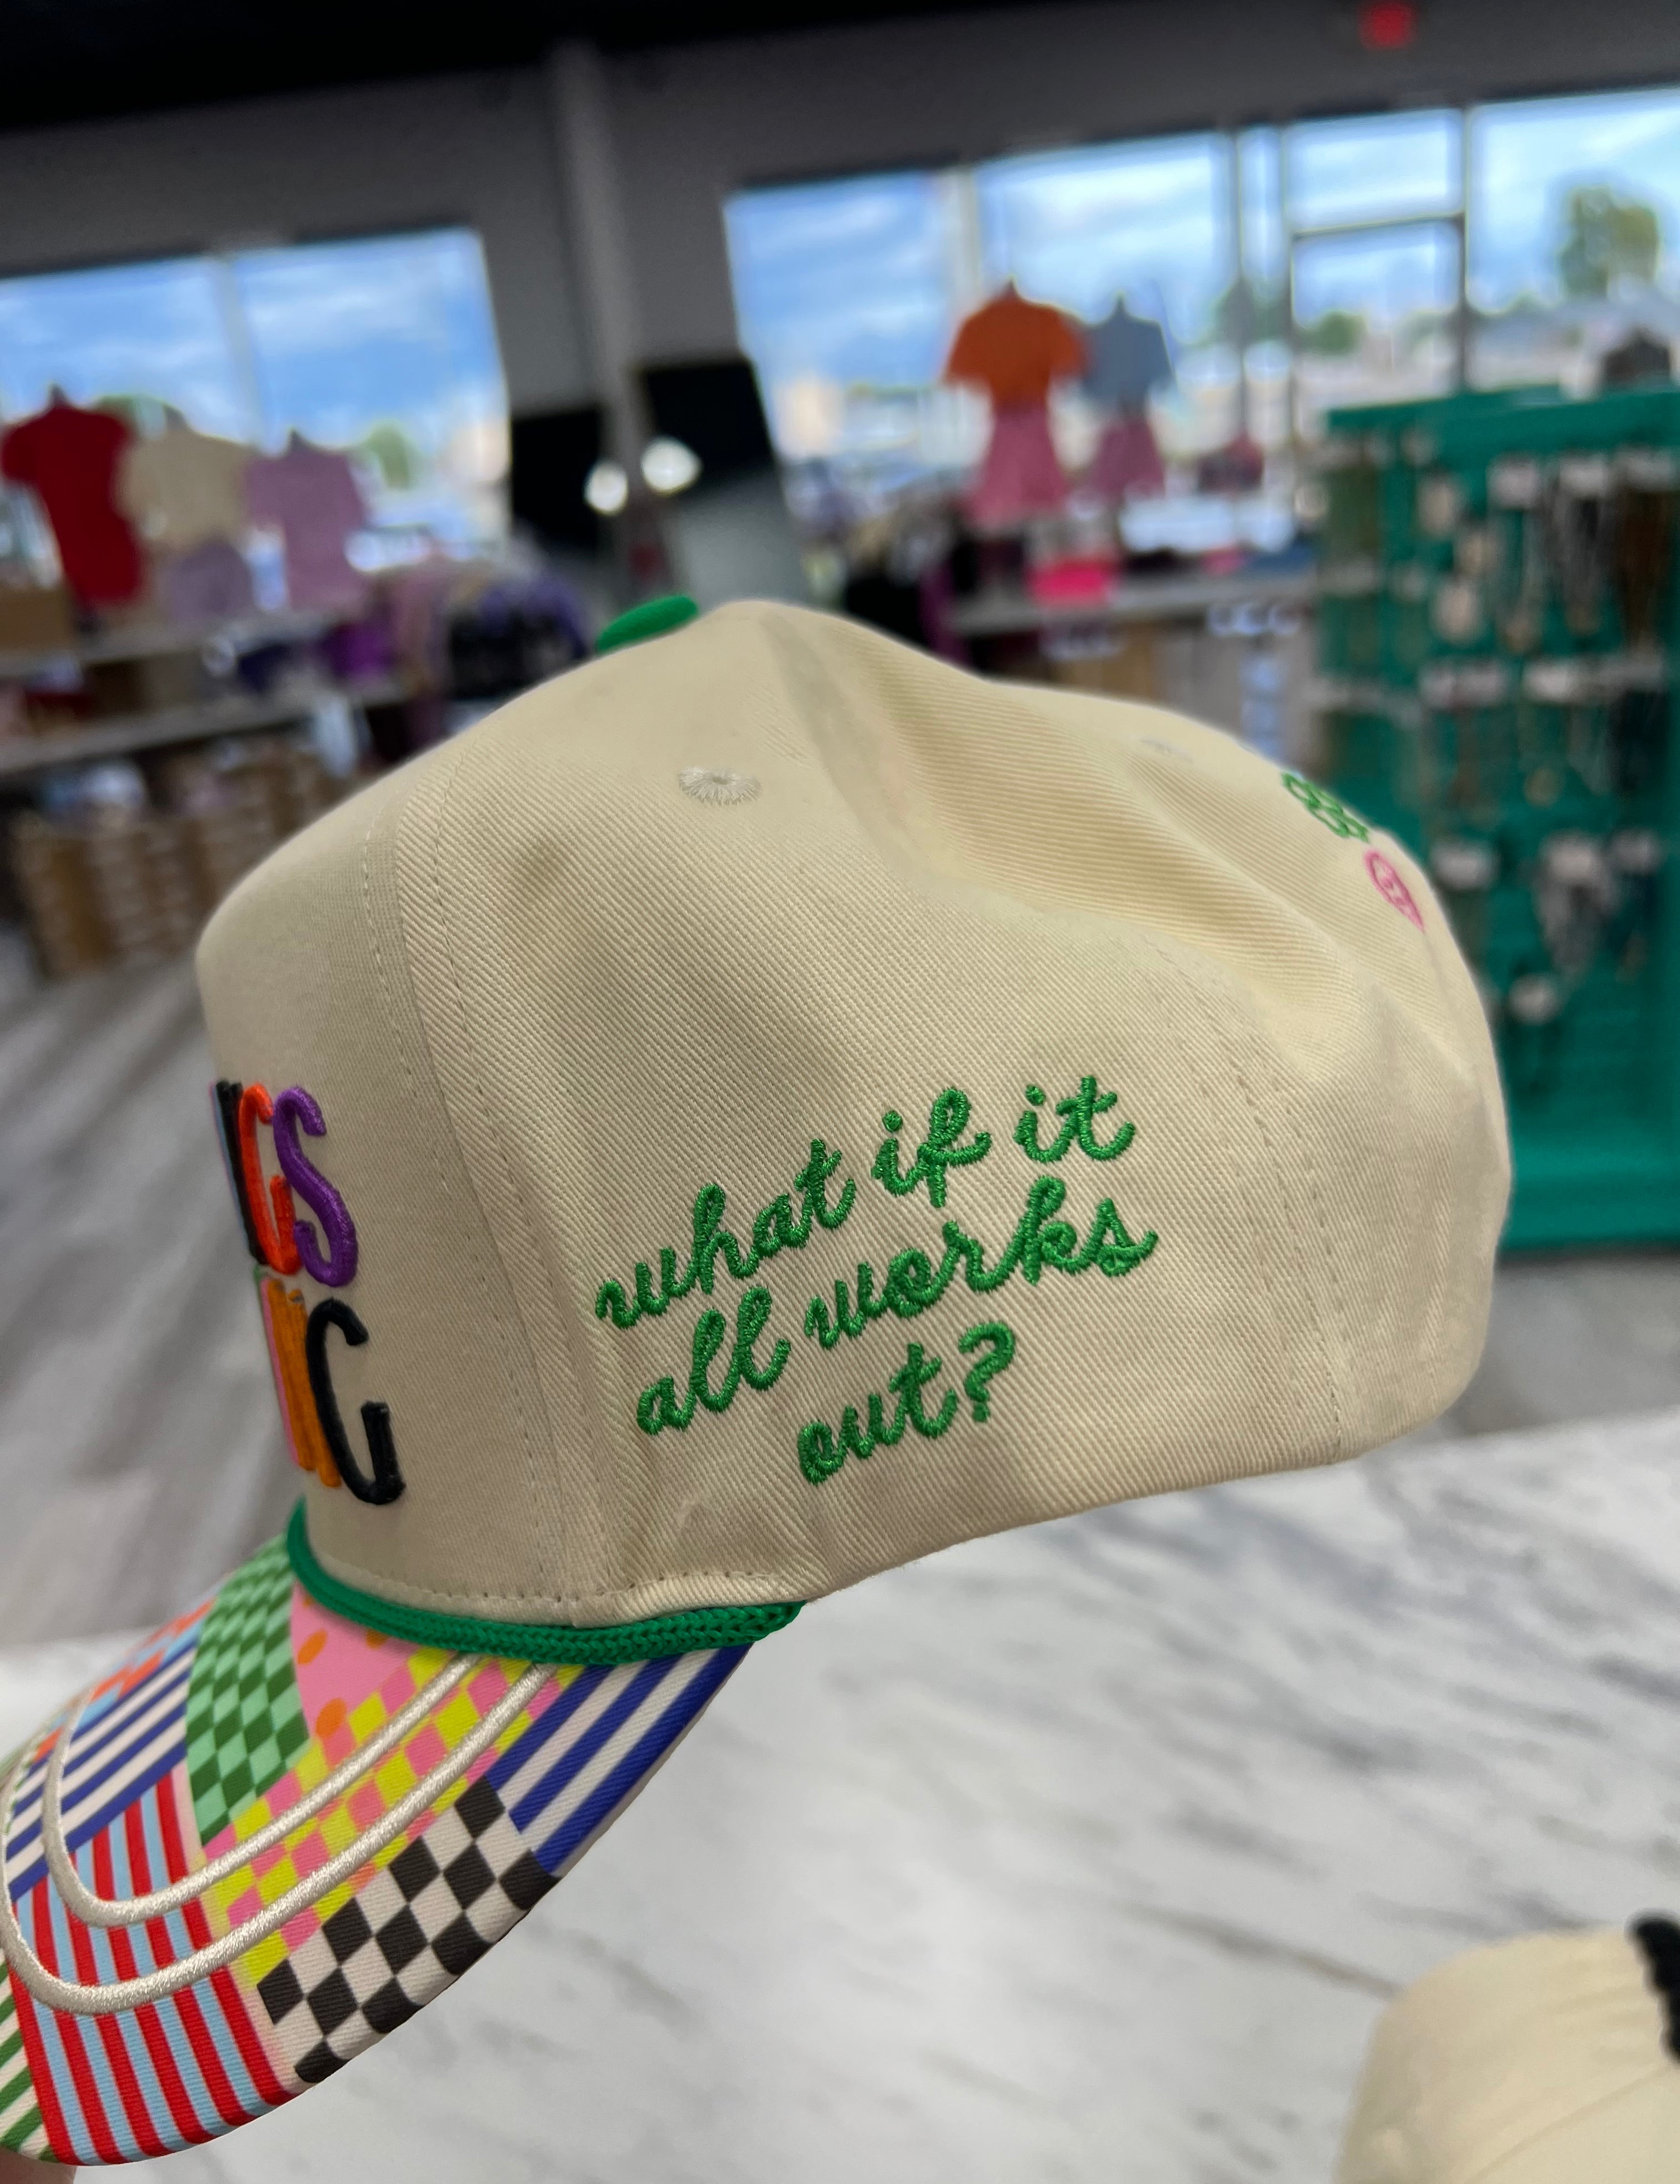 what if it
all works
out?